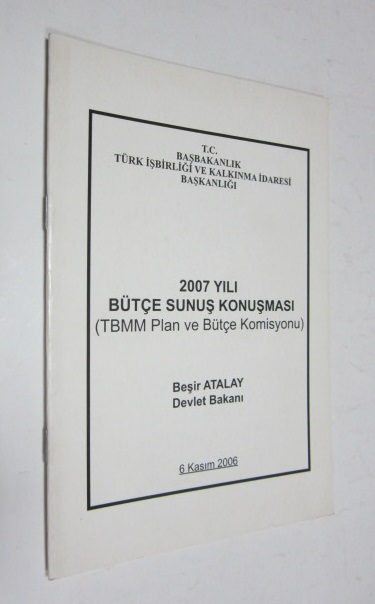 T.C.
BAŞBAKANLIK
TÜRK İŞBİRLİĞİ VE KALKINMA İDARESİ
BAŞKANLIĞI
2007 YILI
BÜTÇE SUNUŞ KONUŞMASI
(TBMM Plan ve Bütçe Komisyonu)
Beşir ATALAY
Devlet Bakanı
6 Kasım 2006